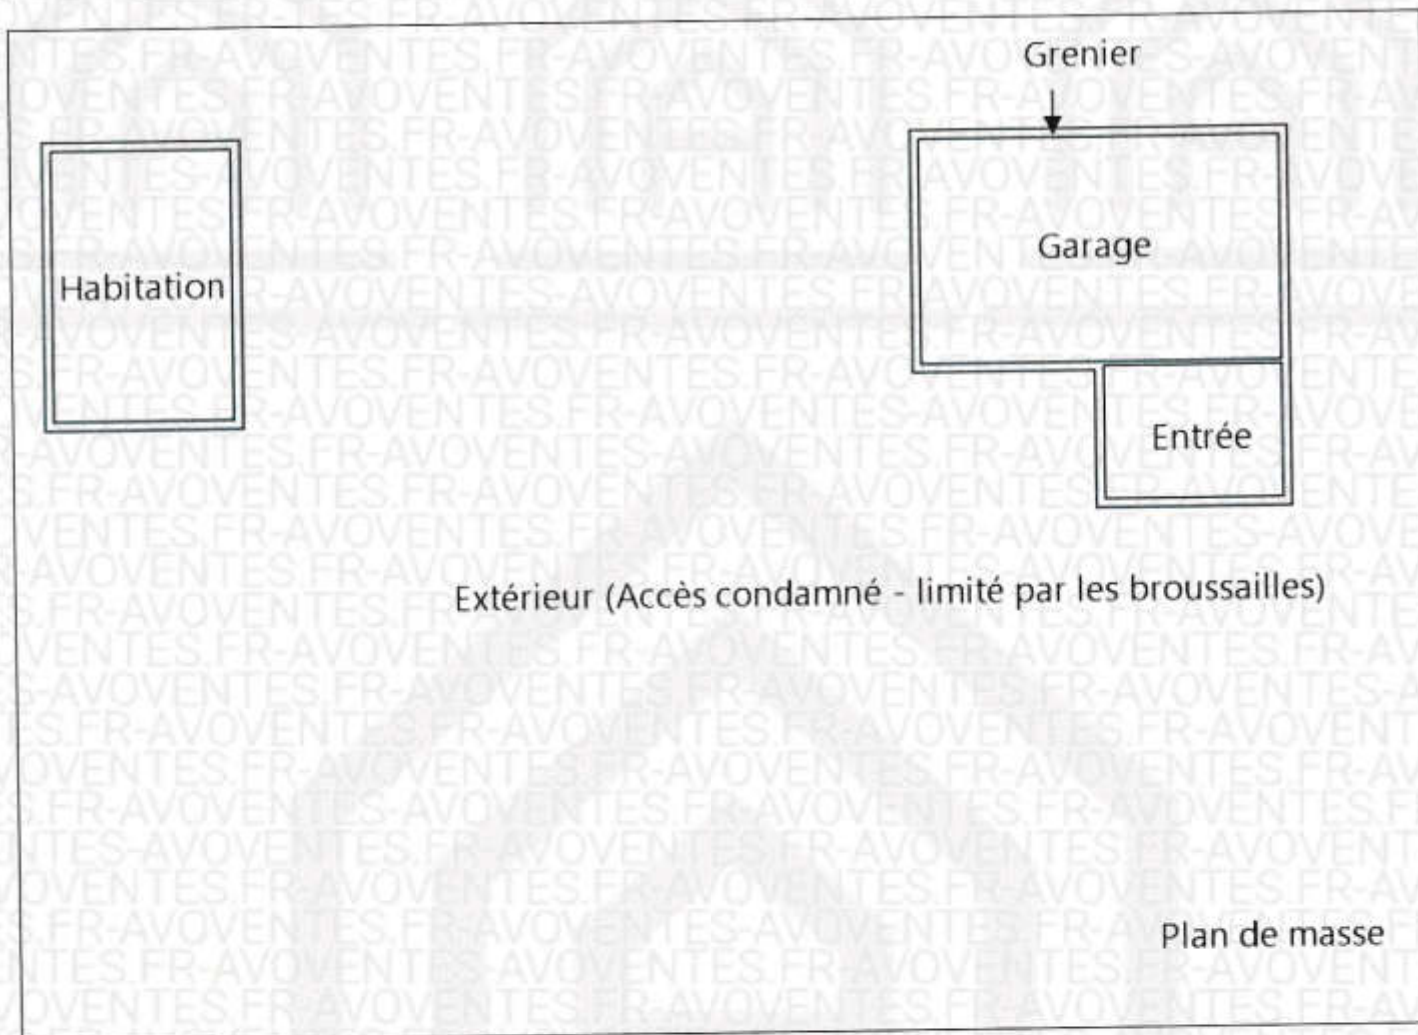 Grenier
Garage
Habitation
Entrée
Extérieur (Accès condamné - limité par les broussailles)
Plan de masse